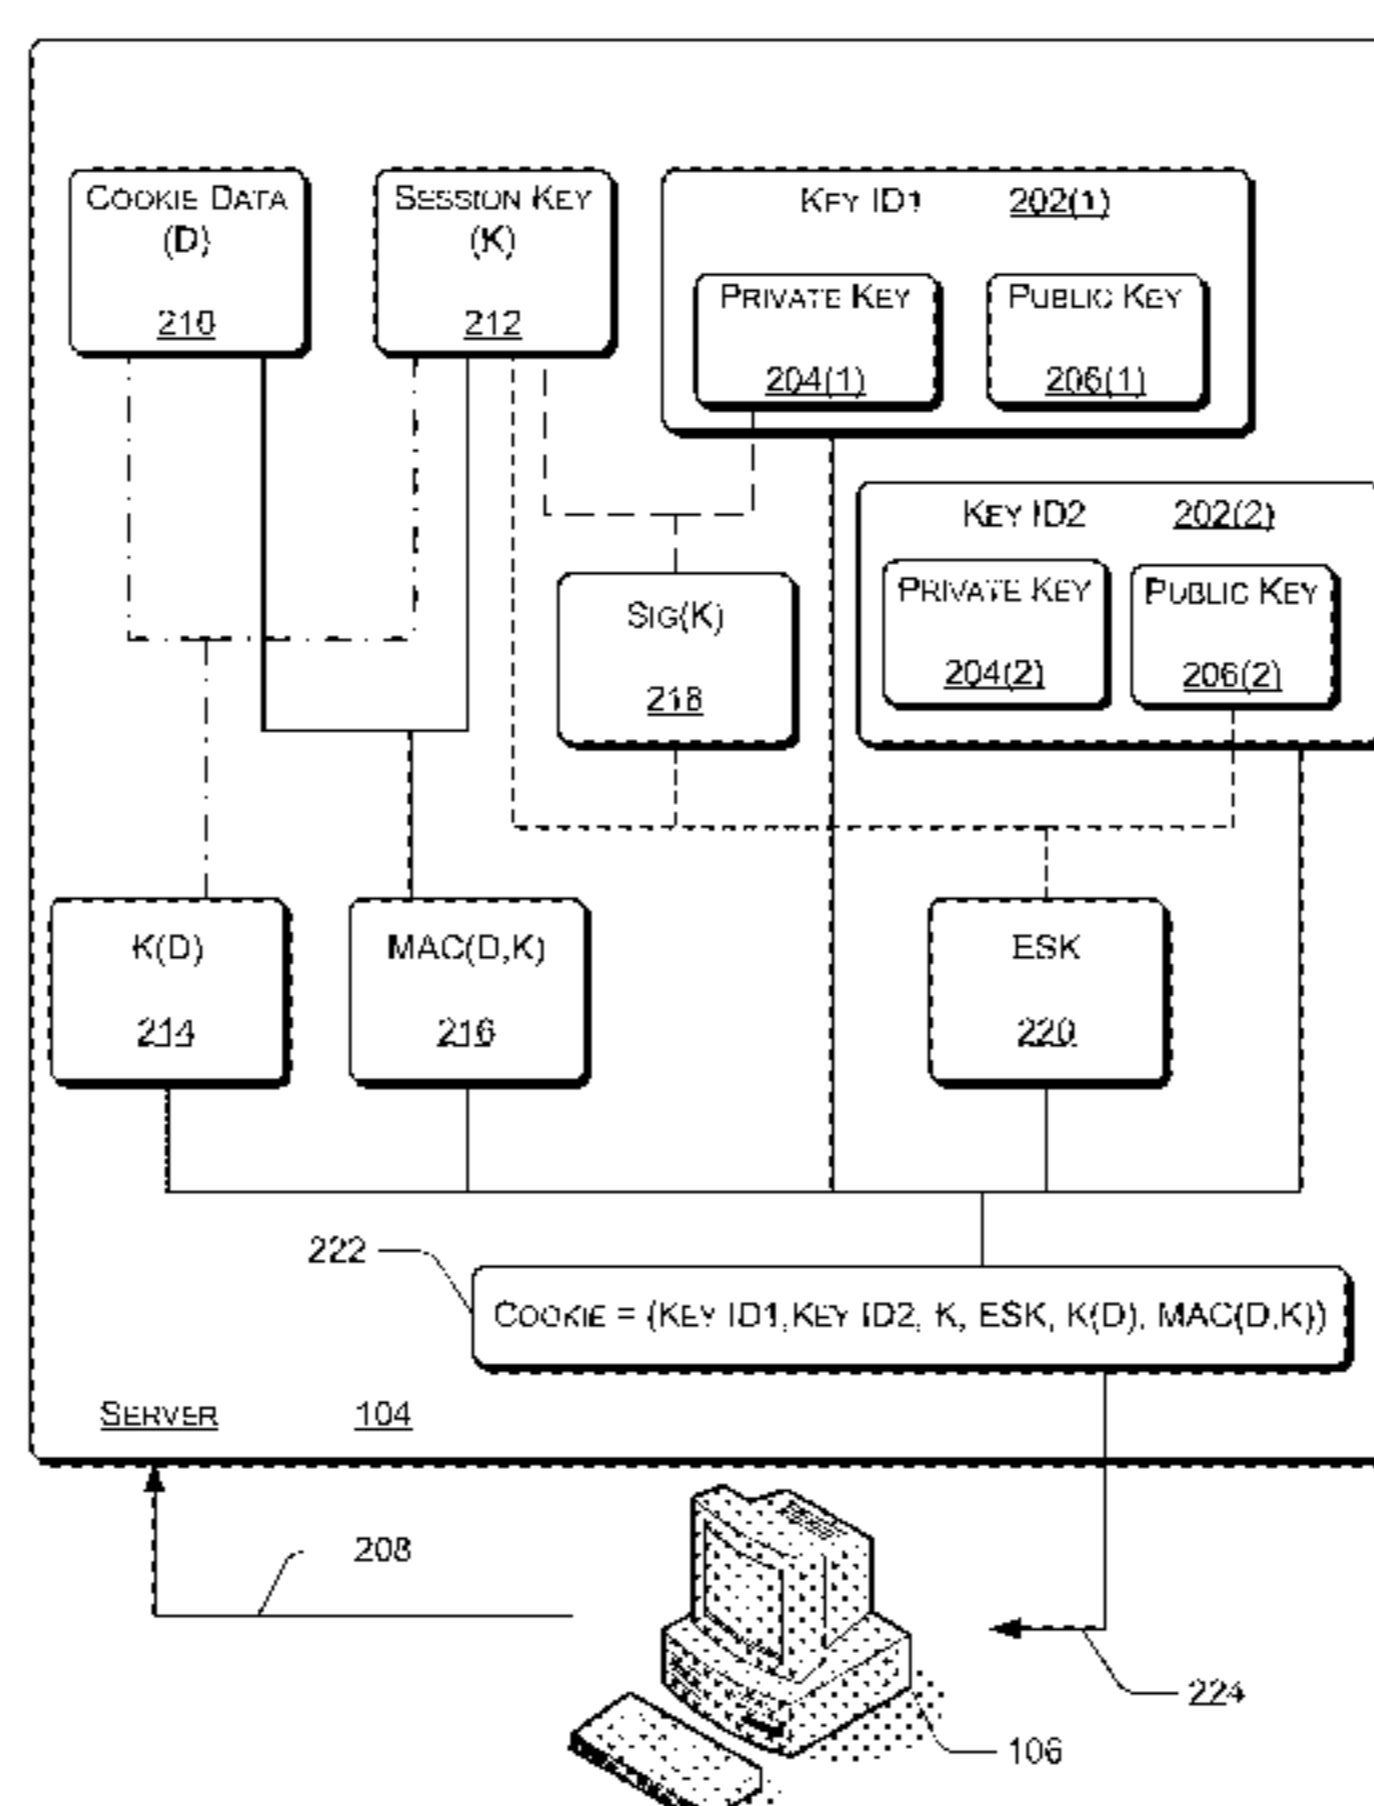 COOKIE DATA
(D)
210
SESSION KEY
(K)
212
KEY ID1 202(1)
PRIVATE KEY
204(1)
PUBLIC KEY
206(1)
KEY ID2 202(2)
PRIVATE KEY
204(2)
PUBLIC KEY
206(2)
SIG(K)
218
K(D)
214
MAC(D,K)
216
ESK
220
222
COOKIE = (KEY ID1,KEY ID2, K, ESK, K(D), MAC(D,K))
SERVER 104
208
224
106